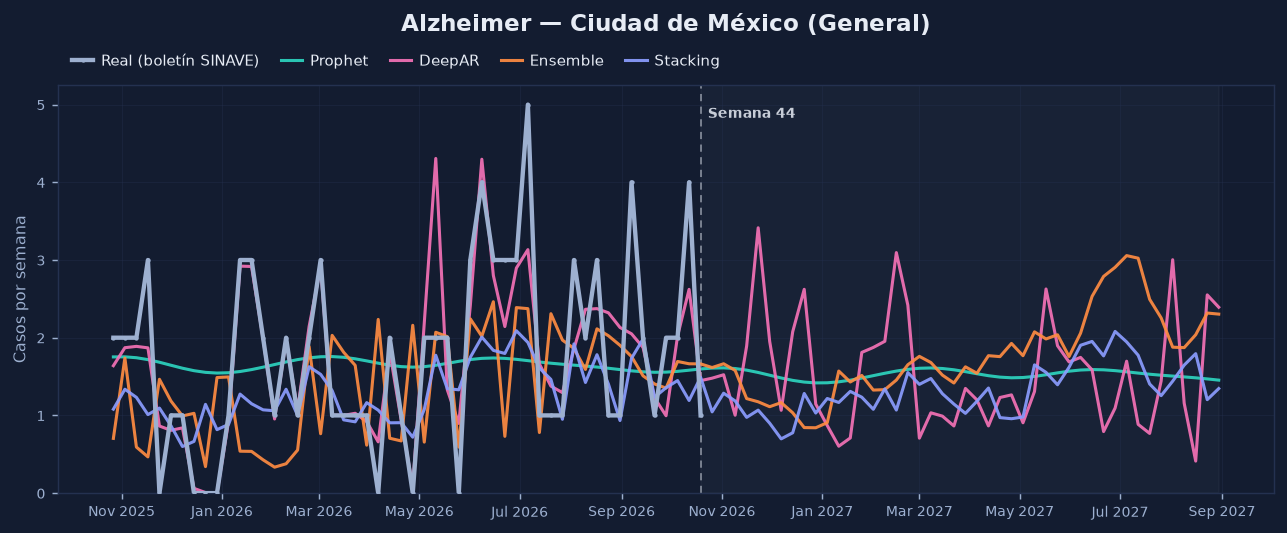 Alzheimer — Ciudad de México (General)
Real (boletín SINAVE) Prophet DeepAR Ensemble Stacking
Semana 44
Casos por semana
5
4
3
2
1
0
Nov 2025 Jan 2026 Mar 2026 May 2026 Jul 2026 Sep 2026 Nov 2026 Jan 2027 Mar 2027 May 2027 Jul 2027 Sep 2027